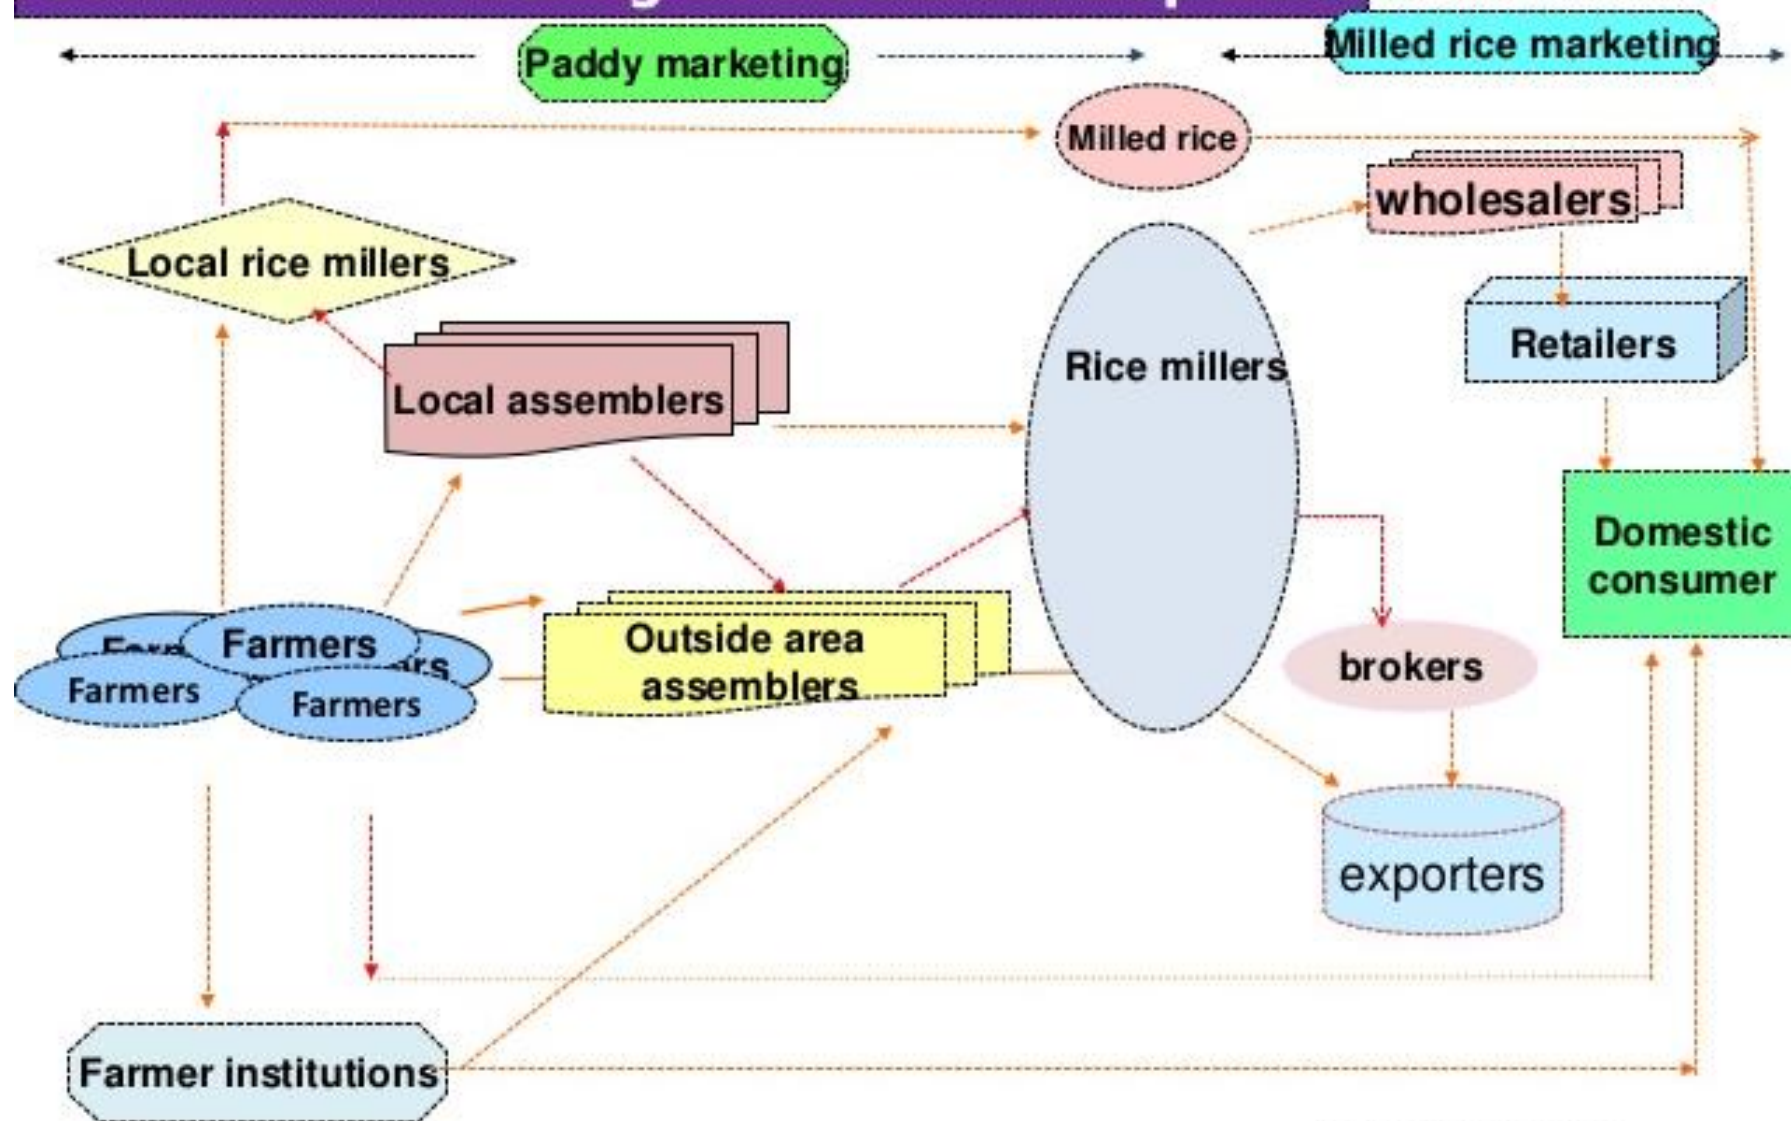 Paddy marketing
Milled rice marketing
Milled rice
wholesalers
Local rice millers
Retailers
Rice millers
Local assemblers
Domestic
consumer
Outside area
assemblers
Farmers
Farmers
Farmers
brokers
exporters
Farmer institutions